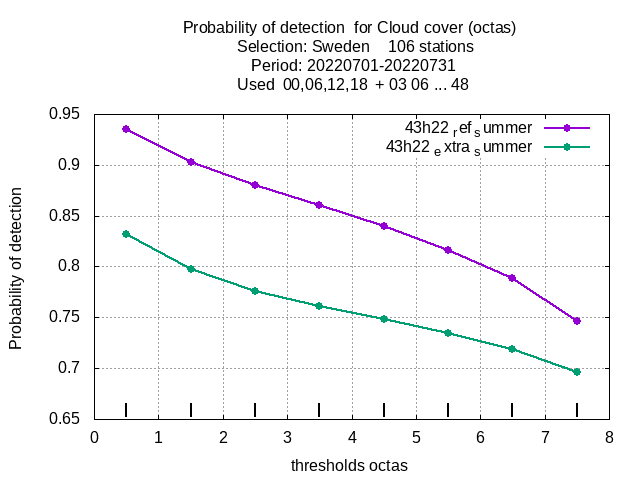 Probability of detection  for Cloud cover (octas)
Selection: Sweden    106 stations
Period: 20220701-20220731
Used  00,06,12,18  + 03 06 ... 48
43h22 ref summer
43h22 extra summer
0.95
0.9
0.85
0.8
0.75
0.7
0.65
Probability of detection
0 1 2 3 4 5 6 7 8
thresholds octas